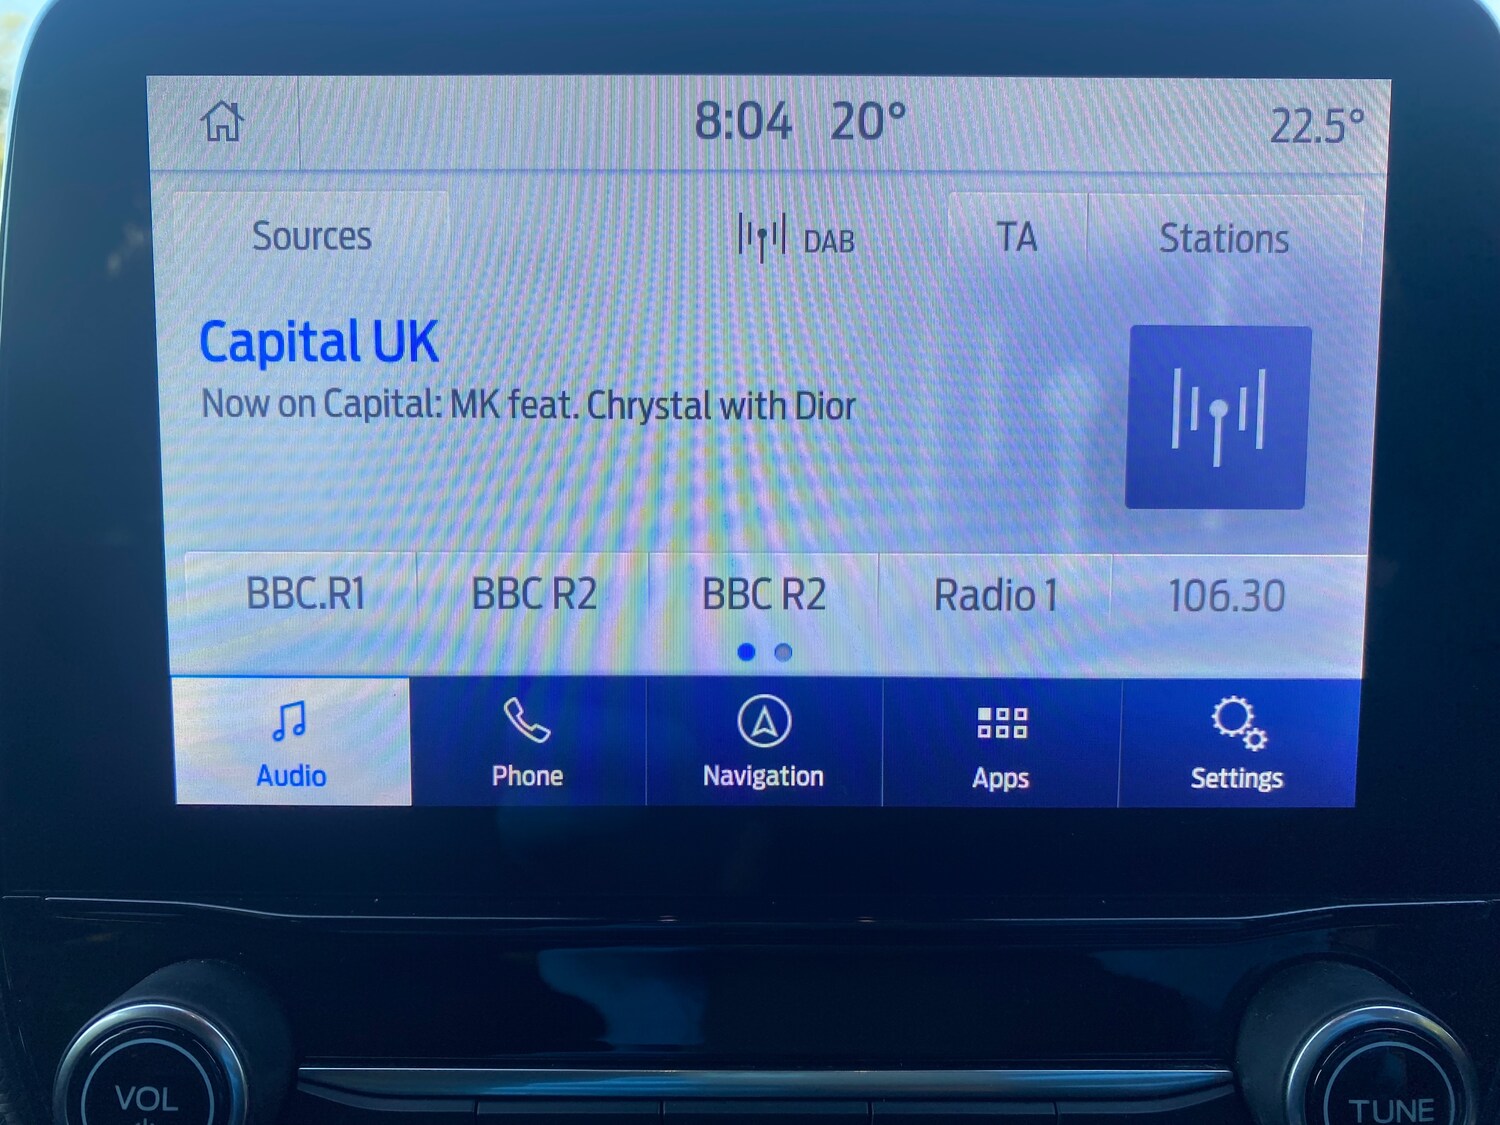 8:04 20° 22.5°
Sources DAB TA Stations
Capital UK
Now on Capital: MK feat. Chrystal with Dior
BBC.R1 BBC R2 BBC R2 Radio 1 106.30
Audio Phone Navigation Apps Settings
VOL TUNE